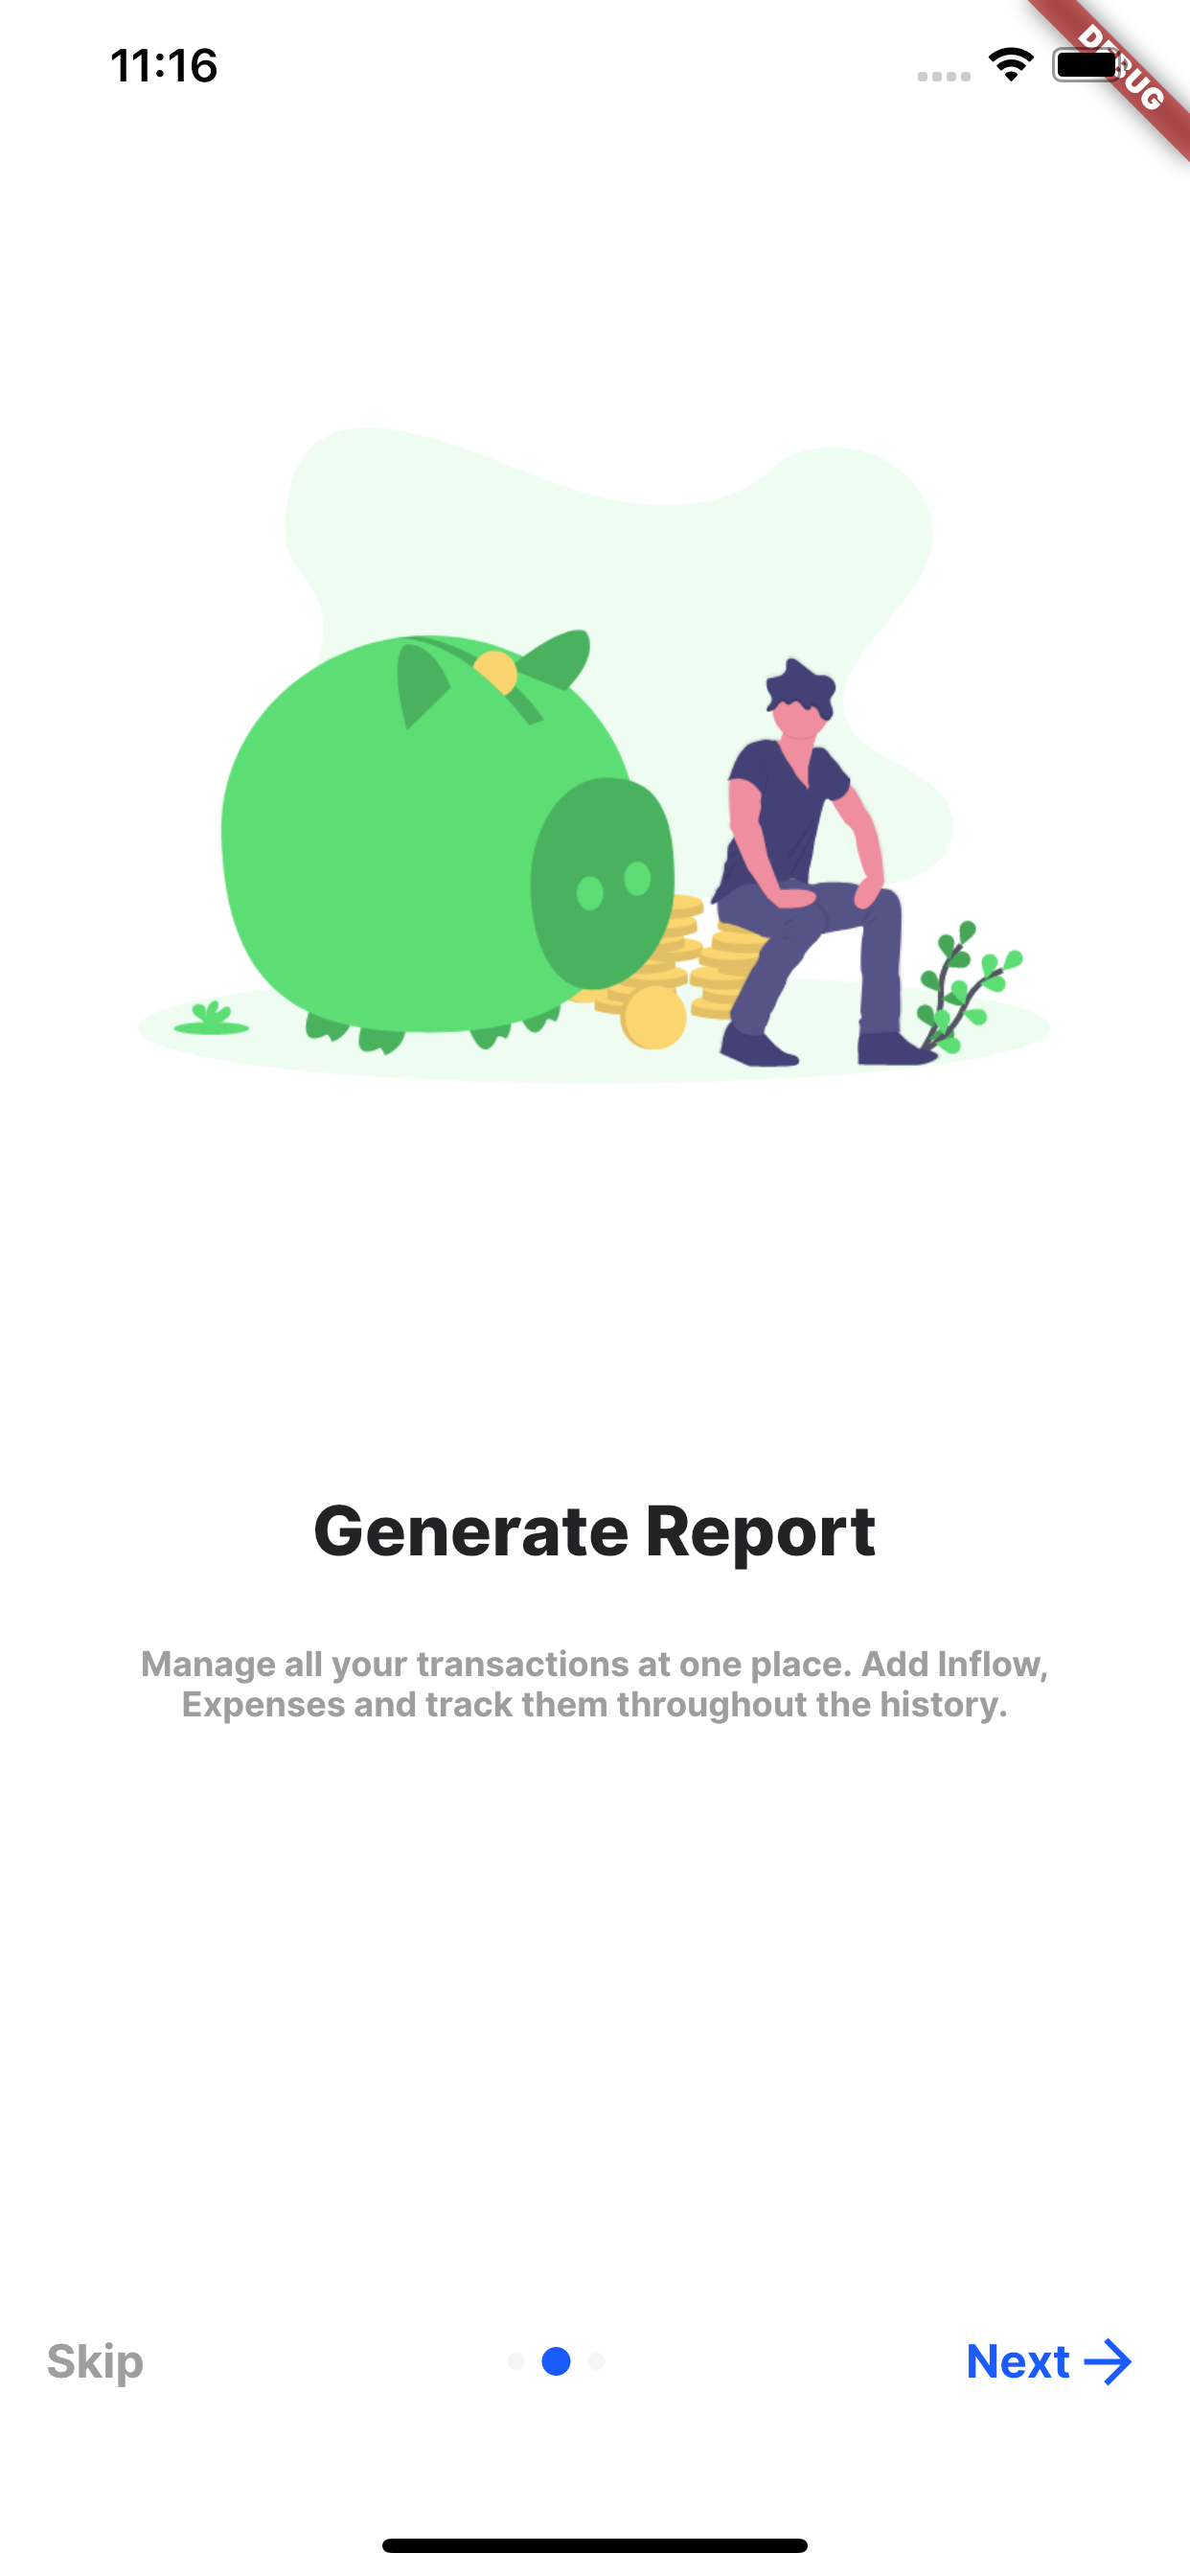 11:16
DEBUG
Generate Report
Manage all your transactions at one place. Add Inflow,
Expenses and track them throughout the history.
Skip
Next